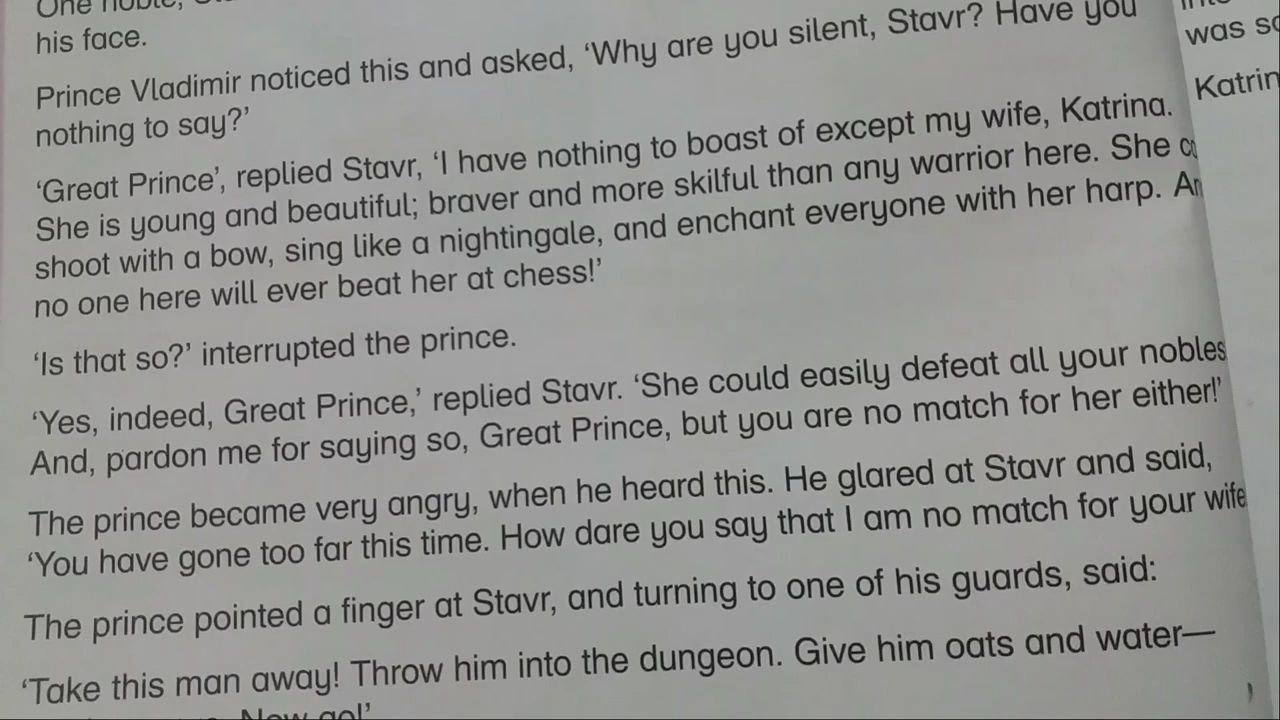 One noble,
his face.
Prince Vladimir noticed this and asked, ‘Why are you silent, Stavr? Have you
nothing to say?’
‘Great Prince’, replied Stavr, ‘I have nothing to boast of except my wife, Katrina.
She is young and beautiful; braver and more skilful than any warrior here. She
shoot with a bow, sing like a nightingale, and enchant everyone with her harp.
no one here will ever beat her at chess!’
‘Is that so?’ interrupted the prince.
‘Yes, indeed, Great Prince,’ replied Stavr. ‘She could easily defeat all your nobles
And, pardon me for saying so, Great Prince, but you are no match for her either!’
The prince became very angry, when he heard this. He glared at Stavr and said,
‘You have gone too far this time. How dare you say that I am no match for your wife
The prince pointed a finger at Stavr, and turning to one of his guards, said:
‘Take this man away! Throw him into the dungeon. Give him oats and water—
Now go!’
was
Katrin